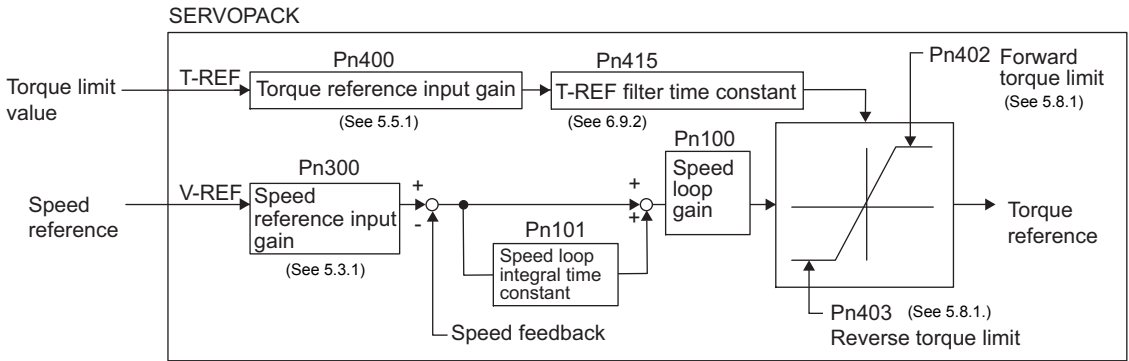 SERVOPACK
Torque limit
value
T-REF
Pn400
Torque reference input gain
(See 5.5.1)
Pn415
T-REF filter time constant
(See 6.9.2)
Pn402
Forward
torque limit
(See 5.8.1)
Speed
reference
V-REF
Pn300
Speed
reference input
gain
(See 5.3.1)
+
-
Speed feedback
Pn101
Speed loop
integral time
constant
+
+
Pn100
Speed
loop
gain
Pn403 (See 5.8.1.)
Reverse torque limit
Torque
reference